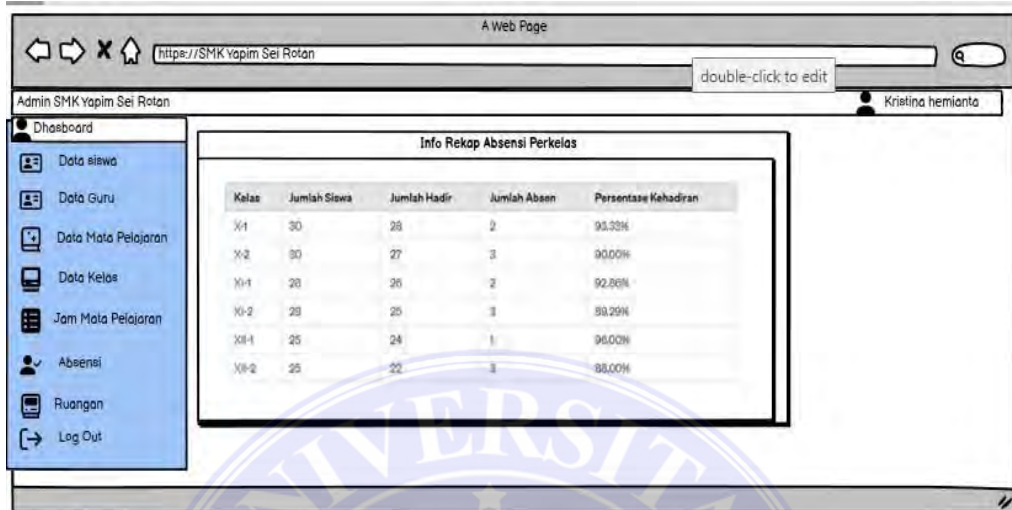 A Web Page
https://SMK Yapim Sei Rotan
double-click to edit
Admin SMK Yapim Sei Rotan
Kristina hemianta
Dhasboard
Data siswa
Data Guru
Data Mata Pelajaran
Data Kelas
Jam Mata Pelajaran
Absensi
Ruangan
Log Out
Info Rekap Absensi Perkelas
Kelas Jumlah Siswa Jumlah Hadir Jumlah Absen Persentase Kehadiran
X-1 30 28 2 93.33%
X-2 30 27 3 90.00%
XI-1 28 26 2 92.86%
XI-2 28 25 3 89.29%
XII-1 25 24 1 96.00%
XII-2 25 22 3 88.00%
VERSITA